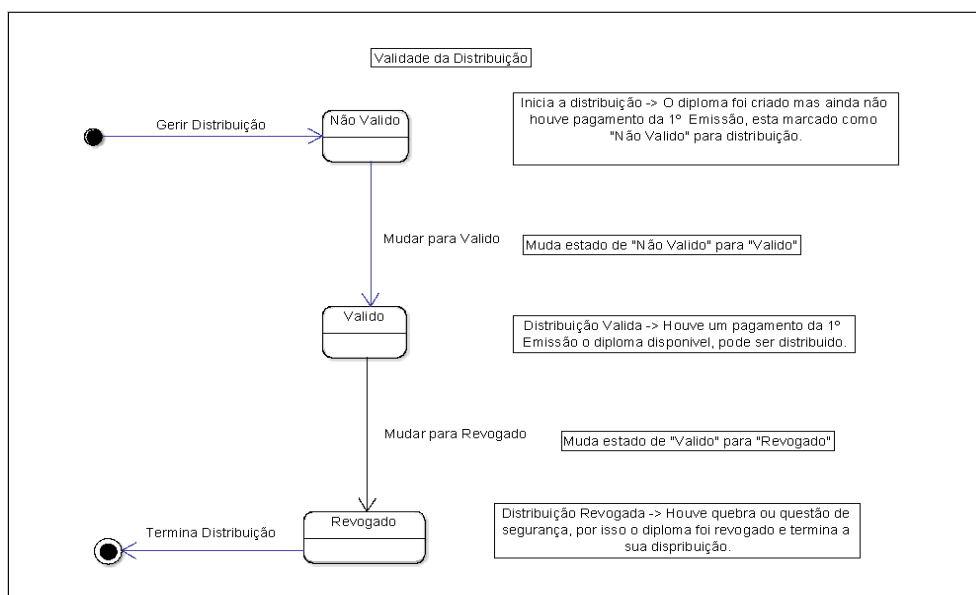 Validade da Distribuição
Inicia a distribuição -> O diploma foi criado mas ainda não
houve pagamento da 1º Emissão, esta marcado como
"Não Valido" para distribuição.
Gerir Distribuição
Não Valido
Mudar para Valido
Muda estado de "Não Valido" para "Valido"
Valido
Distribuição Valida -> Houve um pagamento da 1º
Emissão o diploma disponivel, pode ser distribuido.
Mudar para Revogado
Muda estado de "Valido" para "Revogado"
Revogado
Distribuição Revogada -> Houve quebra ou questão de
segurança, por isso o diploma foi revogado e termina a
sua dispribuição.
Termina Distribuição